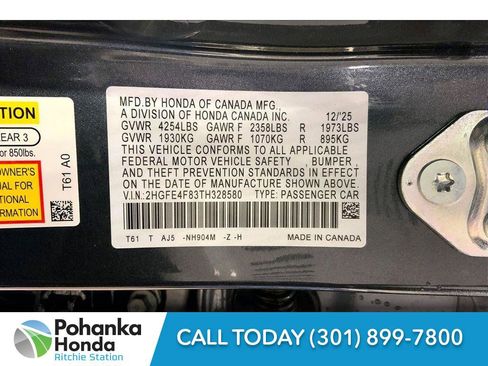 MFD.BY HONDA OF CANADA MFG.,
A DIVISION OF HONDA CANADA INC. 12/'25
GVWR 4254LBS GAWR F 2358LBS R 1973LBS
GVWR 1930KG GAWR F 1070KG R 895KG
THIS VEHICLE CONFORMS TO ALL APPLICABLE
FEDERAL MOTOR VEHICLE SAFETY , BUMPER ,
AND THEFT PREVENTION STANDARDS IN EFFECT ON
THE DATE OF MANUFACTURE SHOWN ABOVE.
V.I.N: 2HGFE4F83TH328580 TYPE: PASSENGER CAR
T61 T AJ5 -NH904M -Z -H MADE IN CANADA
TION
EAR 3
or 850lbs.
WNER'S
AL FOR
TIONAL
RMATION
T61 A0
Pohanka
Honda
Ritchie Station
CALL TODAY (301) 899-7800